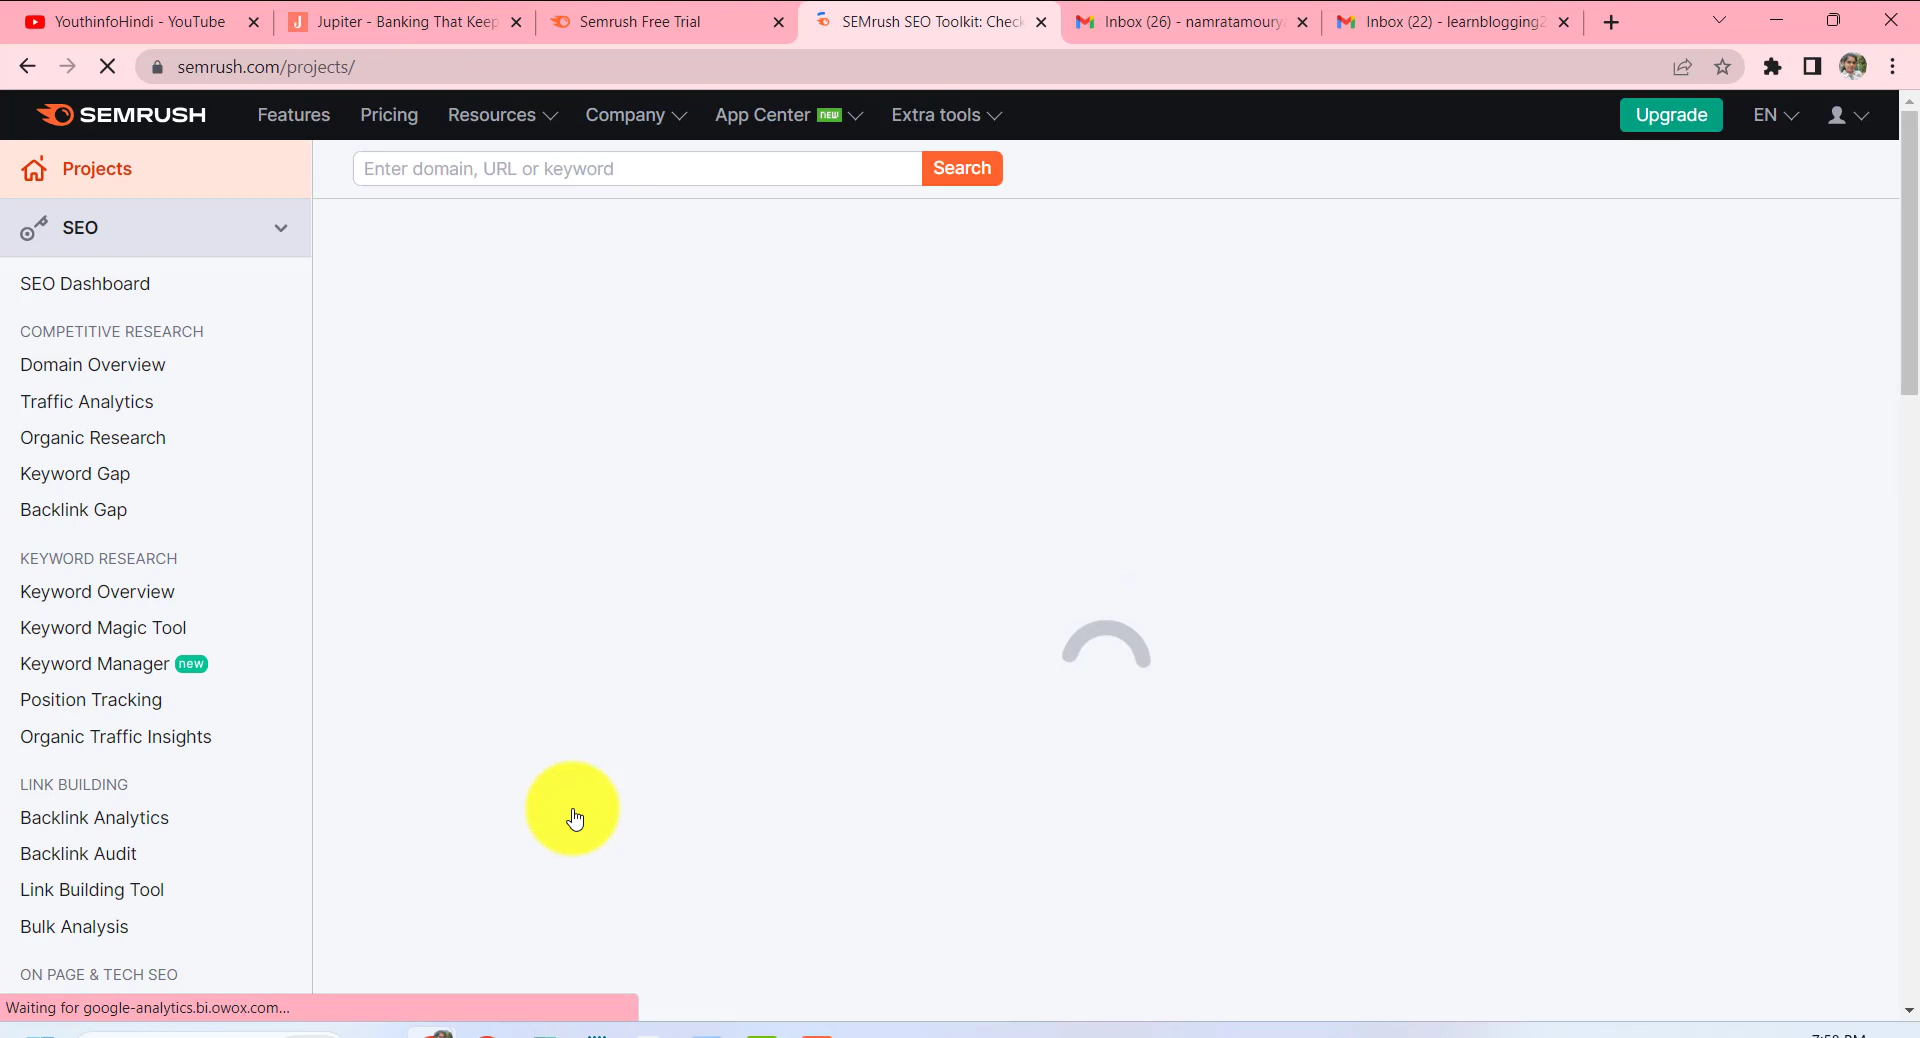 YouthinfoHindi - YouTube
Jupiter - Banking That Keep
Semrush Free Trial
SEMrush SEO Toolkit: Check
Inbox (26) - namratamourya
Inbox (22) - learnblogging2
semrush.com/projects/
SEMRUSH
Features
Pricing
Resources
Company
App Center NEW
Extra tools
Upgrade
EN
Projects
Enter domain, URL or keyword
Search
SEO
SEO Dashboard
COMPETITIVE RESEARCH
Domain Overview
Traffic Analytics
Organic Research
Keyword Gap
Backlink Gap
KEYWORD RESEARCH
Keyword Overview
Keyword Magic Tool
Keyword Manager new
Position Tracking
Organic Traffic Insights
LINK BUILDING
Backlink Analytics
Backlink Audit
Link Building Tool
Bulk Analysis
ON PAGE & TECH SEO
Waiting for google-analytics.bi.owox.com...